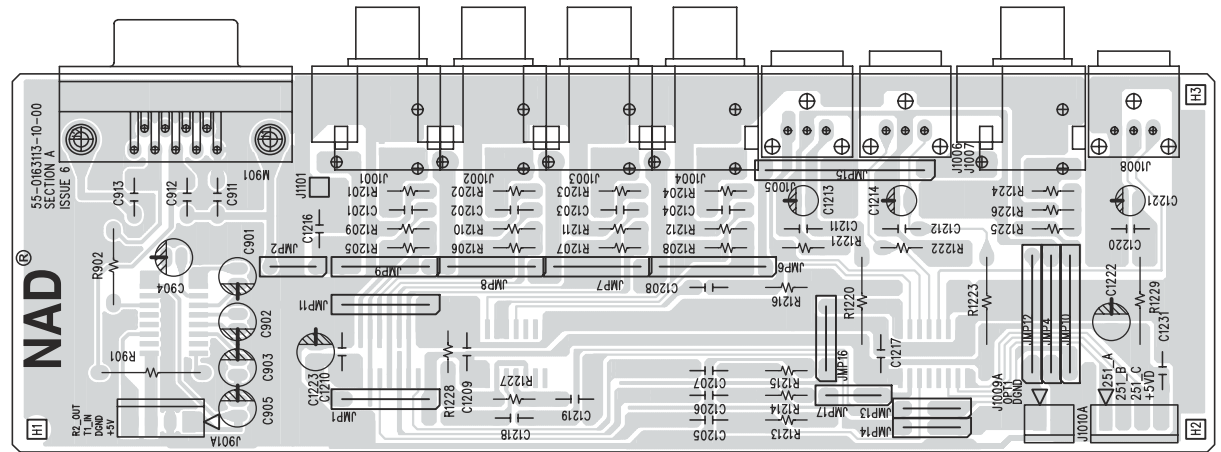 55-0163113-10-00
SECTION A
ISSUE 6
NAD®
H1
H2
H3
M901
C913
C912
C911
R902
C904
C901
C902
C903
C905
R901
R2_OUT
T1_IN
DGND
+5V
J901A
J1101
C1216
JMP2
J1001
J1002
J1003
J1004
J1005
JMP15
J1006
J1007
J1008
R1201
C1201
R1209
R1205
R1202
C1202
R1210
R1206
R1203
C1203
R1211
R1207
R1204
C1204
R1212
R1208
C1213
C1214
C1211
R1221
C1212
R1222
R1224
R1226
R1225
C1221
C1220
JMP9
JMP8
JMP7
JMP6
C1208
R1216
JMP11
R1220
R1223
C1222
R1229
C1231
JMP12
JMP4
JMP10
JMP16
C1217
C1223
C1210
R1228
C1209
JMP1
R1227
C1218
C1219
C1207
C1206
C1205
R1215
R1214
R1213
JMP17
JMP13
JMP14
J1009A
OPT1
DGND
J1010A
251_A
251_B
251_C
+5VD